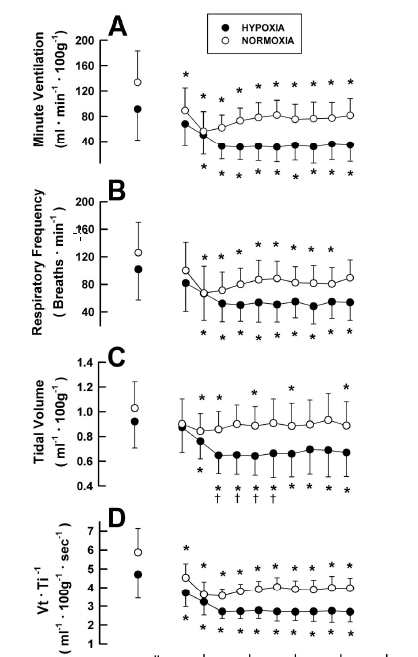 A
HYPOXIA
NORMOXIA
Minute Ventilation
(ml · min⁻¹ · 100g⁻¹)
200
160
120
80
40
* * * * * * * * * *
* * * * * * * * *
B
Respiratory Frequency
( Breaths · min⁻¹ )
200
160
120
80
40
* * * * * * * *
* * * * * * * * *
C
Tidal Volume
( ml⁻¹ · 100g⁻¹ )
1.4
1.2
1.0
0.8
0.6
0.4
* * * * *
* * * * * * * * *
† † † †
D
Vt · Ti⁻¹
( ml⁻¹ · 100g⁻¹ · sec⁻¹ )
7
6
5
4
3
2
1
* * * * * * * * * *
* * * * * * * * * *